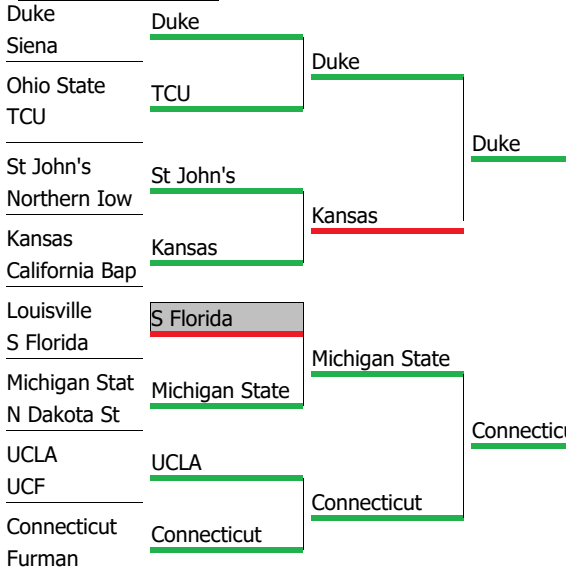 Duke
Siena
Ohio State
TCU
St John's
Northern Iow
Kansas
California Bap
Louisville
S Florida
Michigan Stat
N Dakota St
UCLA
UCF
Connecticut
Furman
Duke
TCU
St John's
Kansas
S Florida
Michigan State
UCLA
Connecticut
Duke
Kansas
Michigan State
Connecticut
Duke
Connecticu